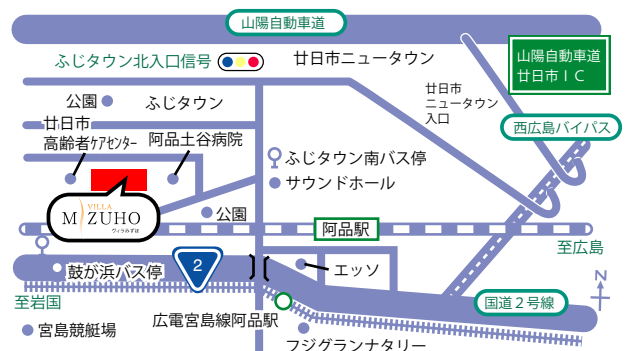 山陽自動車道
ふじタウン北入口信号
廿日市ニュータウン
山陽自動車道
廿日市ＩＣ
公園
ふじタウン
廿日市
ニュータウン
入口
廿日市
高齢者ケアセンター
阿品土谷病院
西広島バイパス
ふじタウン南バス停
サウンドホール
VILLA
MIZUHO
ヴィラみずほ
公園
阿品駅
至広島
鼓が浜バス停
2
エッソ
N
至岩国
国道２号線
広電宮島線阿品駅
宮島競艇場
フジグランナタリー